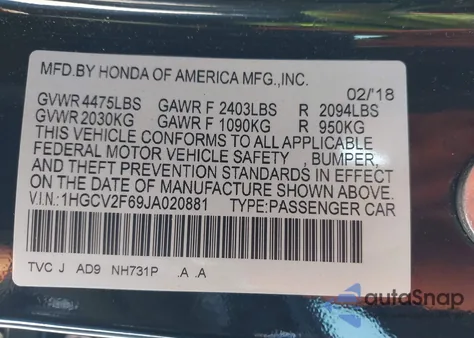 MFD.BY HONDA OF AMERICA MFG.,INC.
02/'18
GVWR 4475LBS GAWR F 2403LBS R 2094LBS
GVWR 2030KG GAWR F 1090KG R 950KG
THIS VEHICLE CONFORMS TO ALL APPLICABLE
FEDERAL MOTOR VEHICLE SAFETY , BUMPER,
AND THEFT PREVENTION STANDARDS IN EFFECT
ON THE DATE OF MANUFACTURE SHOWN ABOVE.
V.I.N.:1HGCV2F69JA020881 TYPE:PASSENGER CAR
TVC J AD9 NH731P .A .A
autoSnap